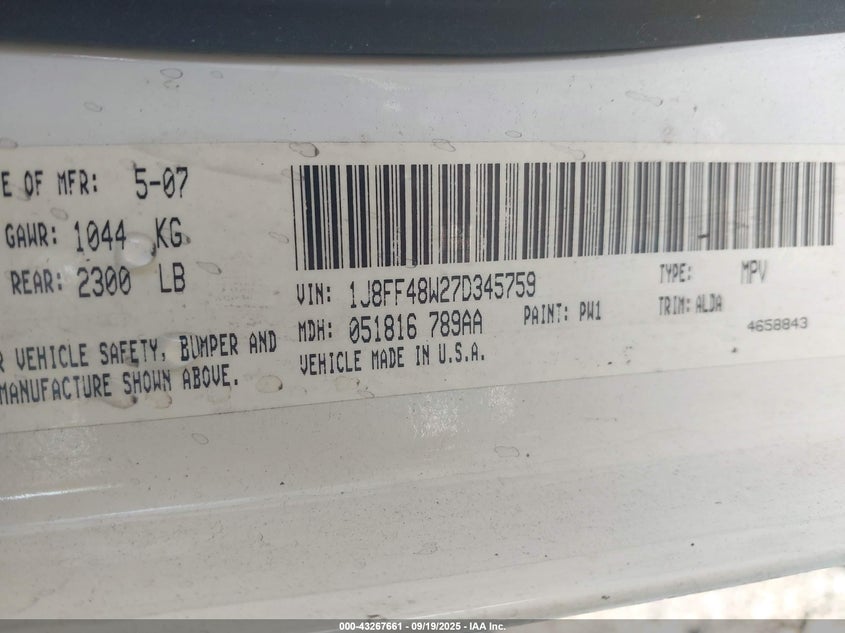 E OF MFR: 5-07
GAWR: 1044 KG
REAR: 2300 LB
VIN: 1J8FF48W27D345759
TYPE: MPV
MDH: 051816 789AA
PAINT: PW1
TRIM: ALDA
4658843
VEHICLE MADE IN U.S.A.
R VEHICLE SAFETY, BUMPER AND
MANUFACTURE SHOWN ABOVE.
000-43267661 - 09/19/2025 - IAA Inc.